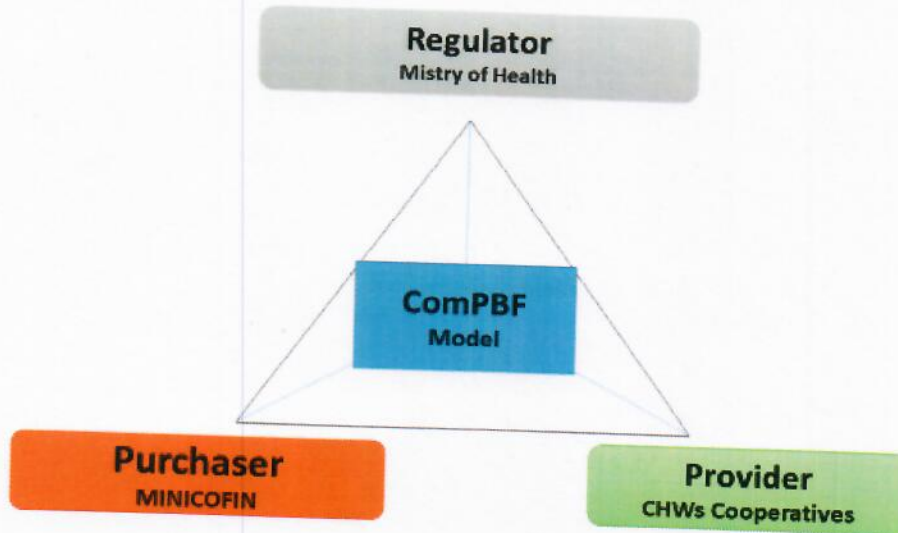 Regulator
Mistry of Health
ComPBF
Model
Purchaser
MINICOFIN
Provider
CHWs Cooperatives